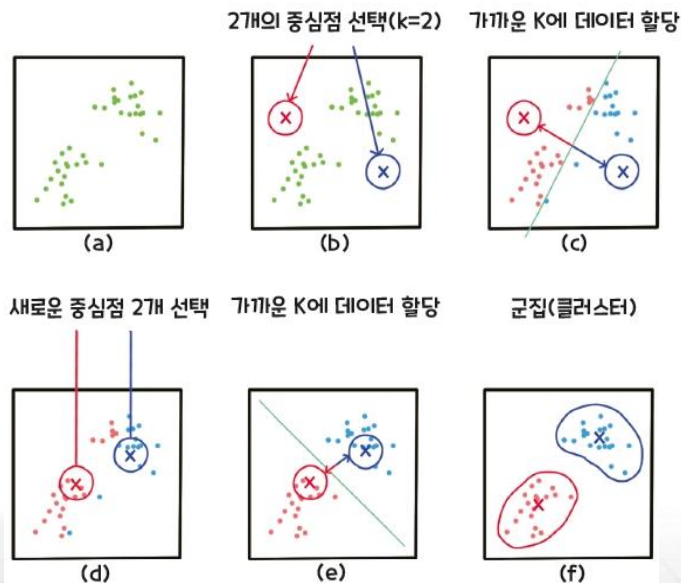 2개의 중심점 선택(k=2)
가까운 K에 데이터 할당
(a)
(b)
(c)
새로운 중심점 2개 선택
가까운 K에 데이터 할당
군집(클러스터)
(d)
(e)
(f)